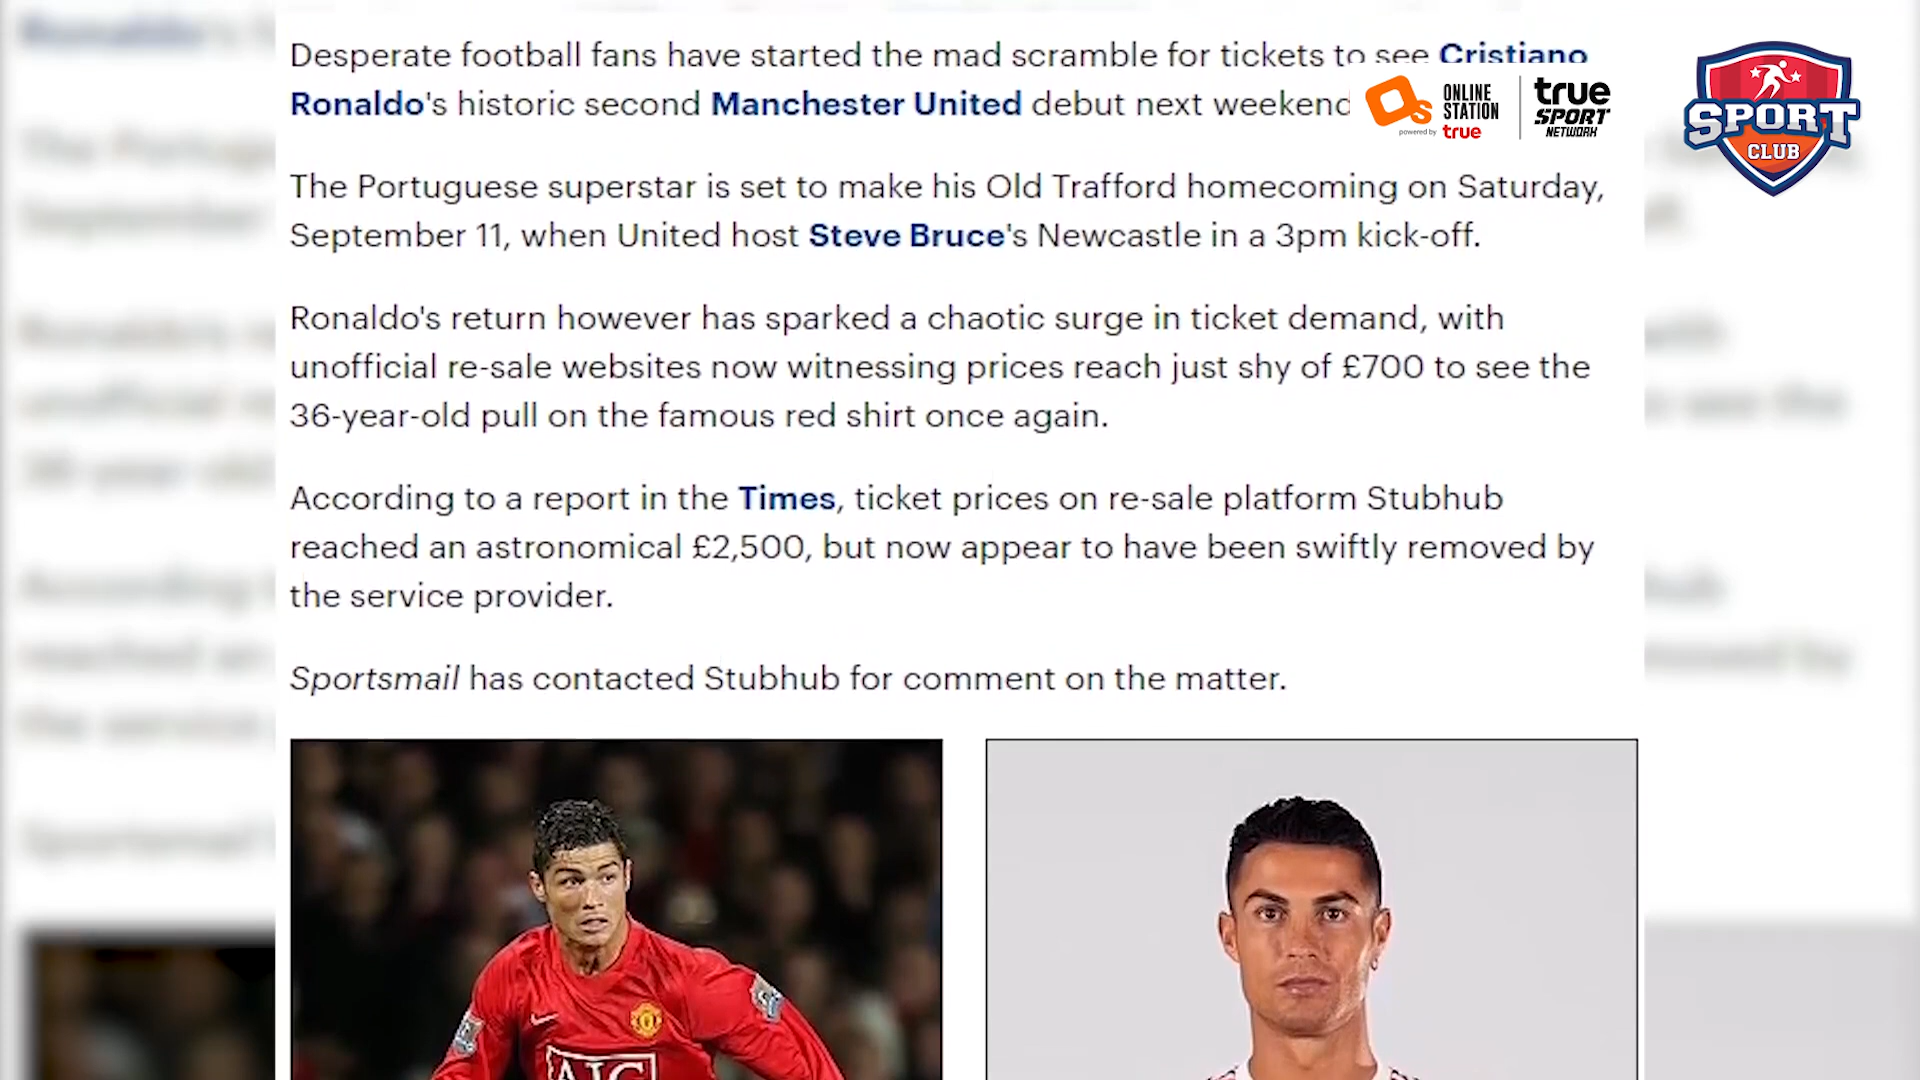 Desperate football fans have started the mad scramble for tickets to see Cristiano
Ronaldo's historic second Manchester United debut next weekend
The Portuguese superstar is set to make his Old Trafford homecoming on Saturday,
September 11, when United host Steve Bruce's Newcastle in a 3pm kick-off.
Ronaldo's return however has sparked a chaotic surge in ticket demand, with
unofficial re-sale websites now witnessing prices reach just shy of £700 to see the
36-year-old pull on the famous red shirt once again.
According to a report in the Times, ticket prices on re-sale platform Stubhub
reached an astronomical £2,500, but now appear to have been swiftly removed by
the service provider.
Sportsmail has contacted Stubhub for comment on the matter.
Os
ONLINE
STATION
powered by true
true
SPORT
NETWORK
SPORT
CLUB
AIG